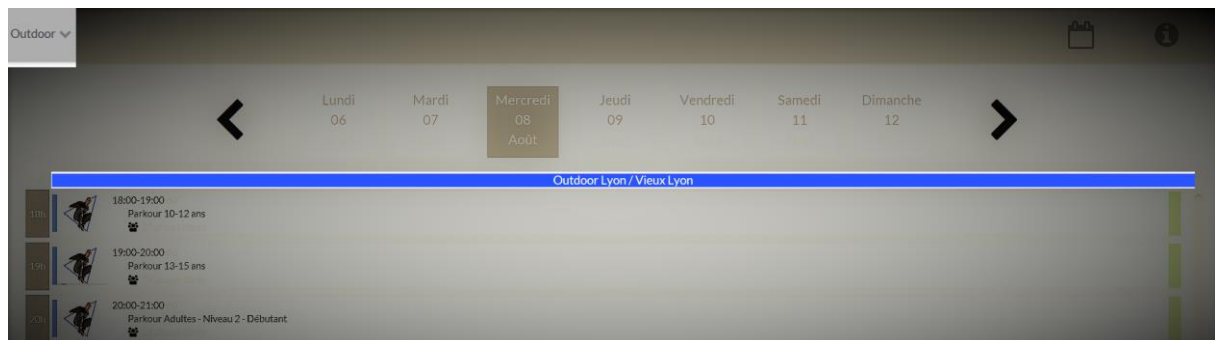 Outdoor
Lundi
06
Mardi
07
Mercredi
08
Août
Jeudi
09
Vendredi
10
Samedi
11
Dimanche
12
Outdoor Lyon / Vieux Lyon
18h
18:00-19:00
Parkour 10-12 ans
19h
19:00-20:00
Parkour 13-15 ans
20h
20:00-21:00
Parkour Adultes - Niveau 2 - Débutant